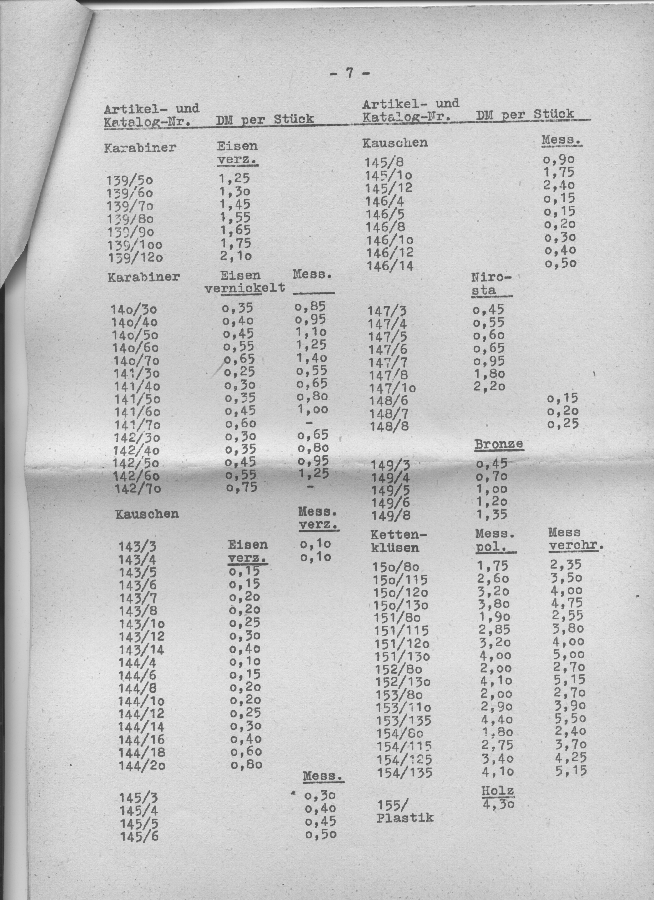 - 7 -
Artikel- und
Katalog-Nr. DM per Stück
Karabiner Eisen
verz.
139/5o 1,25
139/6o 1,3o
139/7o 1,45
139/8o 1,55
139/9o 1,65
139/1oo 1,75
139/12o 2,1o
Karabiner Eisen Mess.
vernickelt
14o/3o o,35 o,85
14o/4o o,4o o,95
14o/5o o,45 1,1o
14o/6o o,55 1,25
14o/7o o,65 1,4o
141/3o o,25 o,55
141/4o o,3o o,65
141/5o o,35 o,8o
141/6o o,45 1,oo
141/7o o,6o -
142/3o o,3o o,65
142/4o o,35 o,8o
142/5o o,45 o,95
142/6o o,55 1,25
142/7o o,75 -
Kauschen Mess.
verz.
143/3 Eisen o,1o
143/4 verz. o,1o
143/5 o,15
143/6 o,15
143/7 o,2o
143/8 o,2o
143/1o o,25
143/12 o,3o
143/14 o,4o
144/4 o,1o
144/6 o,15
144/8 o,2o
144/1o o,2o
144/12 o,25
144/14 o,3o
144/16 o,4o
144/18 o,6o
144/2o o,8o
Mess.
145/3 o,3o
145/4 o,4o
145/5 o,45
145/6 o,5o
Artikel- und
Katalog-Nr. DM per Stück
Kauschen Mess.
145/8 o,9o
145/1o 1,75
145/12 2,4o
146/4 o,15
146/5 o,15
146/8 o,2o
146/1o o,3o
146/12 o,4o
146/14 o,5o
Niro-
sta
147/3 o,45
147/4 o,55
147/5 o,6o
147/6 o,65
147/7 o,95
147/8 1,8o
147/1o 2,2o
148/6 o,15
148/7 o,2o
148/8 o,25
Bronze
149/3 o,45
149/4 o,7o
149/5 1,oo
149/6 1,2o
149/8 1,35
Ketten- Mess. Mess
klüsen pol. verchr.
15o/8o 1,75 2,35
15o/115 2,6o 3,5o
15o/12o 3,2o 4,oo
15o/13o 3,8o 4,75
151/8o 1,9o 2,55
151/115 2,85 3,8o
151/12o 3,2o 4,oo
151/13o 4,oo 5,oo
152/8o 2,oo 2,7o
152/13o 4,1o 5,15
153/8o 2,oo 2,7o
153/11o 2,9o 3,9o
153/135 4,4o 5,5o
154/8o 1,8o 2,4o
154/115 2,75 3,7o
154/125 3,4o 4,25
154/135 4,1o 5,15
Holz
155/ 4,3o
Plastik